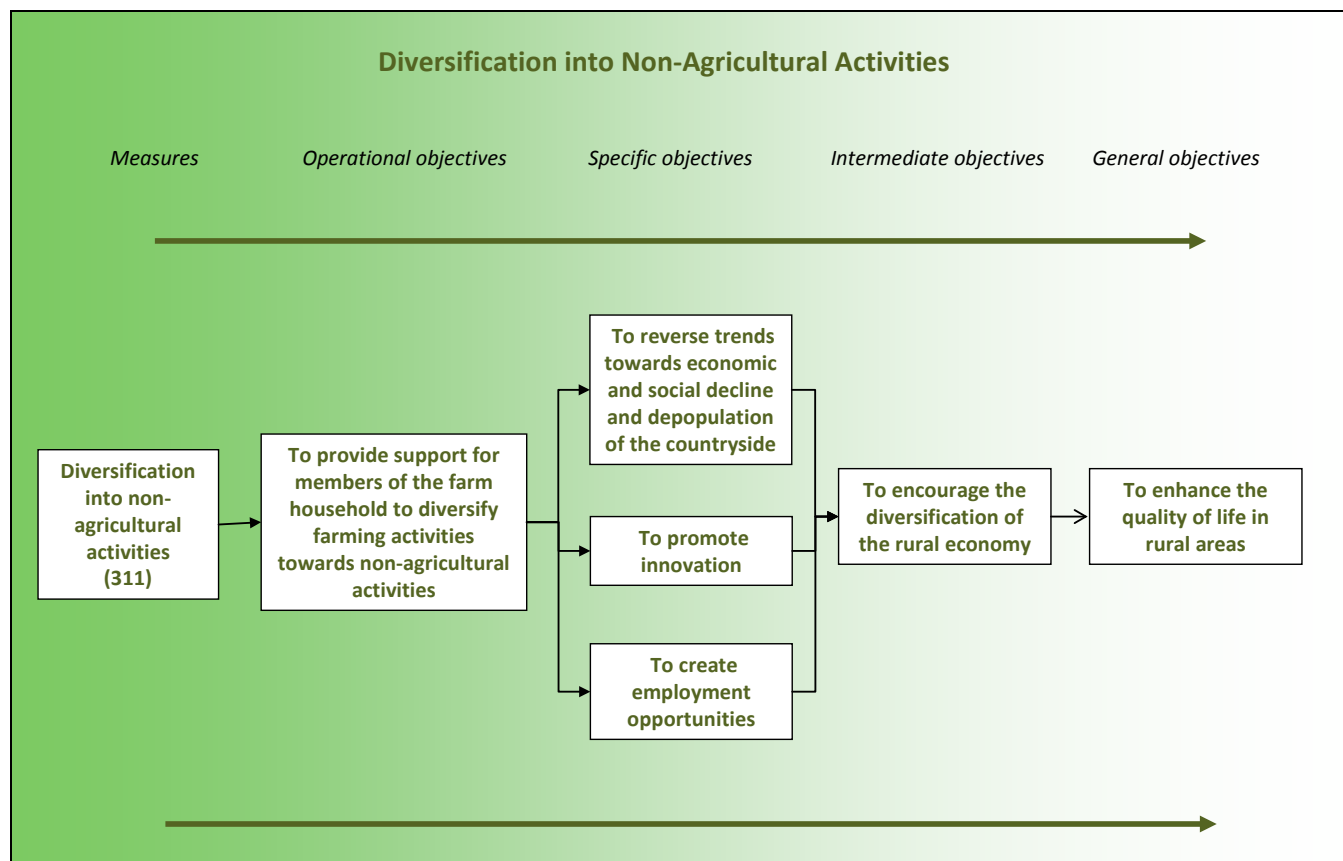 Diversification into Non-Agricultural Activities
Measures
Operational objectives
Specific objectives
Intermediate objectives
General objectives
Diversification
into non-
agricultural
activities
(311)
To provide support for
members of the farm
household to diversify
farming activities
towards non-agricultural
activities
To reverse trends
towards economic
and social decline
and depopulation
of the countryside
To promote
innovation
To create
employment
opportunities
To encourage the
diversification of
the rural economy
To enhance the
quality of life in
rural areas